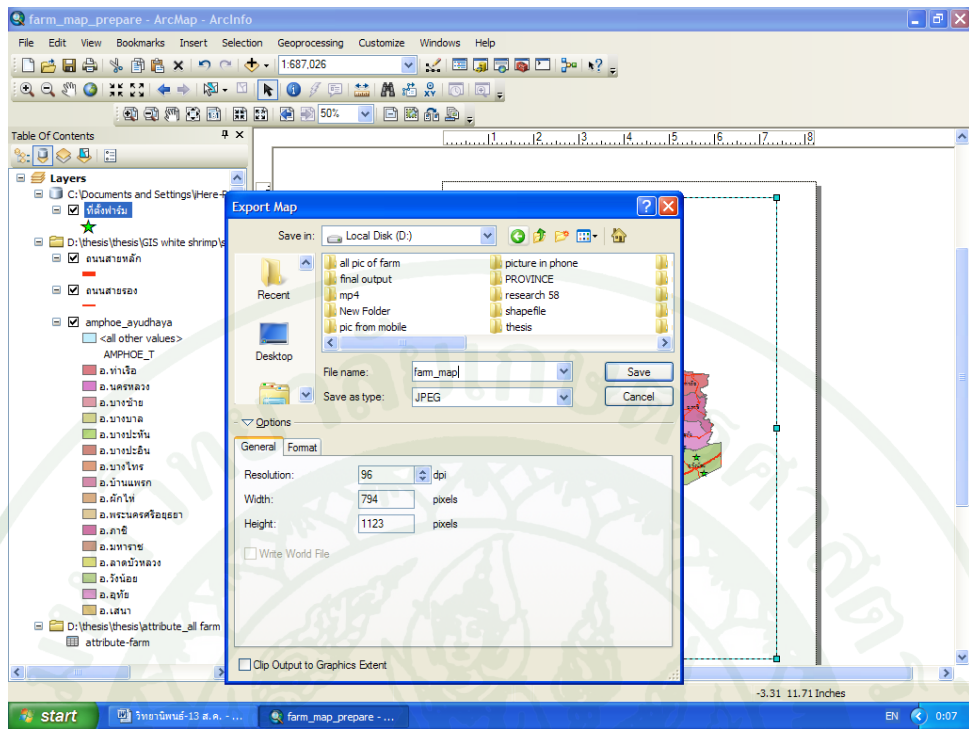 farm_map_prepare - ArcMap - ArcInfo
File Edit View Bookmarks Insert Selection Geoprocessing Customize Windows Help
1:687,026
50%
Table Of Contents
1 2 3 4 5 6 7 8
Layers
C:\Documents and Settings\Here-
ที่ตั้งฟาร์ม
D:\thesis\thesis\GIS white shrimp\s
ถนนสายหลัก
ถนนสายรอง
amphoe_ayudhaya
<all other values>
AMPHOE_T
อ.ท่าเรือ
อ.นครหลวง
อ.บางซ้าย
อ.บางบาล
อ.บางปะหัน
อ.บางปะอิน
อ.บางไทร
อ.บ้านแพรก
อ.ผักไห่
อ.พระนครศรีอยุธยา
อ.ภาชี
อ.มหาราช
อ.ลาดบัวหลวง
อ.วังน้อย
อ.อุทัย
อ.เสนา
D:\thesis\thesis\attribute_all farm
attribute-farm
Export Map
Save in: Local Disk (D:)
Recent
Desktop
all pic of farm
final output
mp4
New Folder
pic from mobile
picture in phone
PROVINCE
research 58
shapefile
thesis
File name: farm_map Save
Save as type: JPEG Cancel
Options
General Format
Resolution: 96 dpi
Width: 794 pixels
Height: 1123 pixels
Write World File
Clip Output to Graphics Extent
-3.31 11.71 Inches
start วิทยานิพนธ์-13 ส.ค. - ... farm_map_prepare - ... EN 0:07